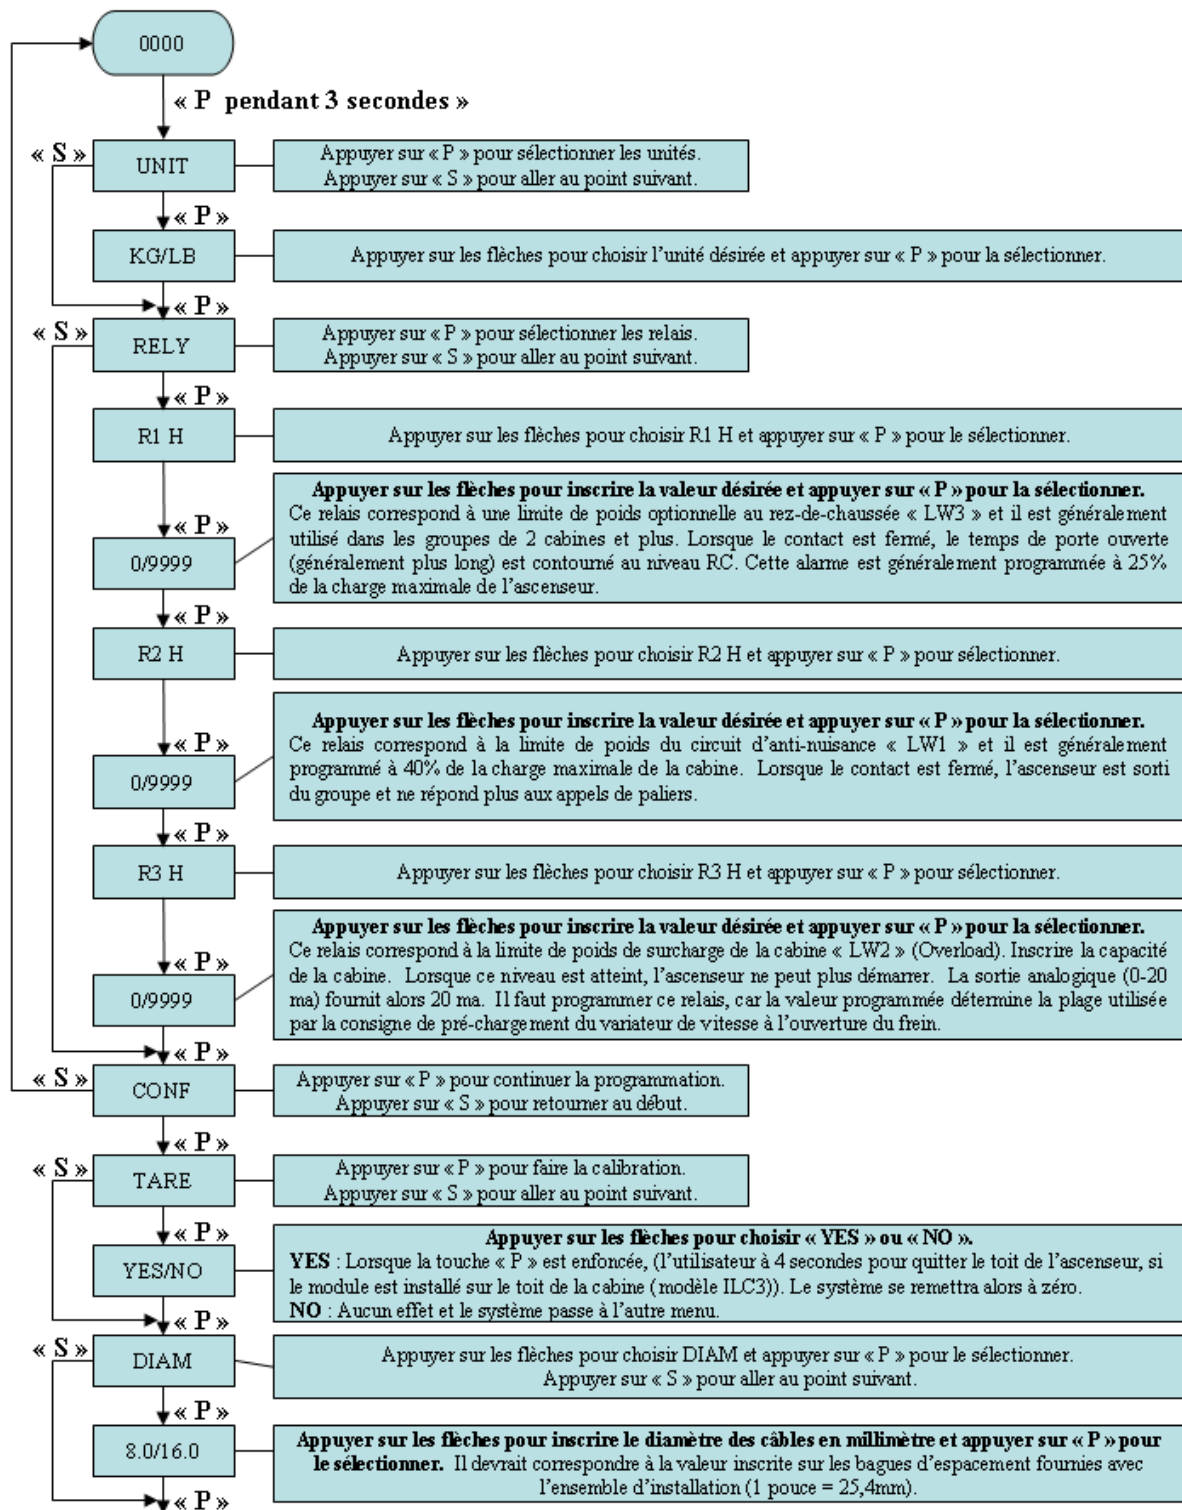 0000
« P pendant 3 secondes »
« S »
UNIT
Appuyer sur « P » pour sélectionner les unités.
Appuyer sur « S » pour aller au point suivant.
« P »
KG/LB
Appuyer sur les flèches pour choisir l'unité désirée et appuyer sur « P » pour la sélectionner.
« P »
« S »
RELY
Appuyer sur « P » pour sélectionner les relais.
Appuyer sur « S » pour aller au point suivant.
« P »
R1 H
Appuyer sur les flèches pour choisir R1 H et appuyer sur « P » pour le sélectionner.
« P »
0/9999
Appuyer sur les flèches pour inscrire la valeur désirée et appuyer sur « P » pour la sélectionner.
Ce relais correspond à une limite de poids optionnelle au rez-de-chaussée « LW3 » et il est généralement
utilisé dans les groupes de 2 cabines et plus. Lorsque le contact est fermé, le temps de porte ouverte
(généralement plus long) est contourné au niveau RC. Cette alarme est généralement programmée à 25%
de la charge maximale de l'ascenseur.
« P »
R2 H
Appuyer sur les flèches pour choisir R2 H et appuyer sur « P » pour sélectionner.
« P »
0/9999
Appuyer sur les flèches pour inscrire la valeur désirée et appuyer sur « P » pour la sélectionner.
Ce relais correspond à la limite de poids du circuit d'anti-nuisance « LW1 » et il est généralement
programmé à 40% de la charge maximale de la cabine. Lorsque le contact est fermé, l'ascenseur est sorti
du groupe et ne répond plus aux appels de paliers.
« P »
R3 H
Appuyer sur les flèches pour choisir R3 H et appuyer sur « P » pour sélectionner.
« P »
0/9999
Appuyer sur les flèches pour inscrire la valeur désirée et appuyer sur « P » pour la sélectionner.
Ce relais correspond à la limite de poids de surcharge de la cabine « LW2 » (Overload). Inscrire la capacité
de la cabine. Lorsque ce niveau est atteint, l'ascenseur ne peut plus démarrer. La sortie analogique (0-20
ma) fournit alors 20 ma. Il faut programmer ce relais, car la valeur programmée détermine la plage utilisée
par la consigne de pré-chargement du variateur de vitesse à l'ouverture du frein.
« P »
« S »
CONF
Appuyer sur « P » pour continuer la programmation.
Appuyer sur « S » pour retourner au début.
« P »
« S »
TARE
Appuyer sur « P » pour faire la calibration.
Appuyer sur « S » pour aller au point suivant.
« P »
YES/NO
Appuyer sur les flèches pour choisir « YES » ou « NO ».
YES : Lorsque la touche « P » est enfoncée, (l'utilisateur à 4 secondes pour quitter le toit de l'ascenseur, si
le module est installé sur le toit de la cabine (modèle ILC3)). Le système se remettra alors à zéro.
NO : Aucun effet et le système passe à l'autre menu.
« P »
« S »
DIAM
Appuyer sur les flèches pour choisir DIAM et appuyer sur « P » pour le sélectionner.
Appuyer sur « S » pour aller au point suivant.
« P »
8.0/16.0
Appuyer sur les flèches pour inscrire le diamètre des câbles en millimètre et appuyer sur « P » pour
le sélectionner. Il devrait correspondre à la valeur inscrite sur les bagues d'espacement fournies avec
l'ensemble d'installation (1 pouce = 25,4mm).
« P »